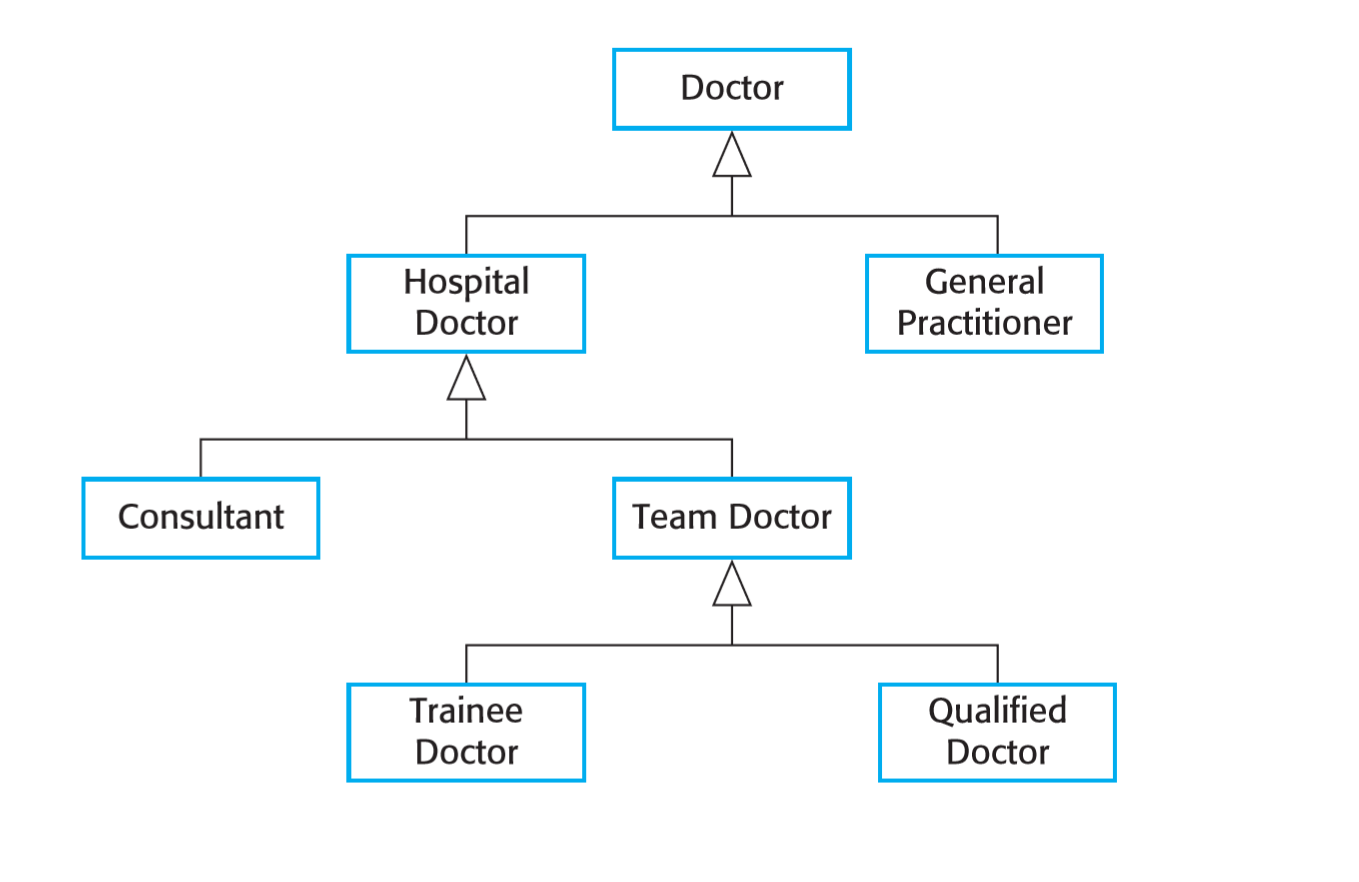 Doctor
Hospital
Doctor
General
Practitioner
Consultant
Team Doctor
Trainee
Doctor
Qualified
Doctor